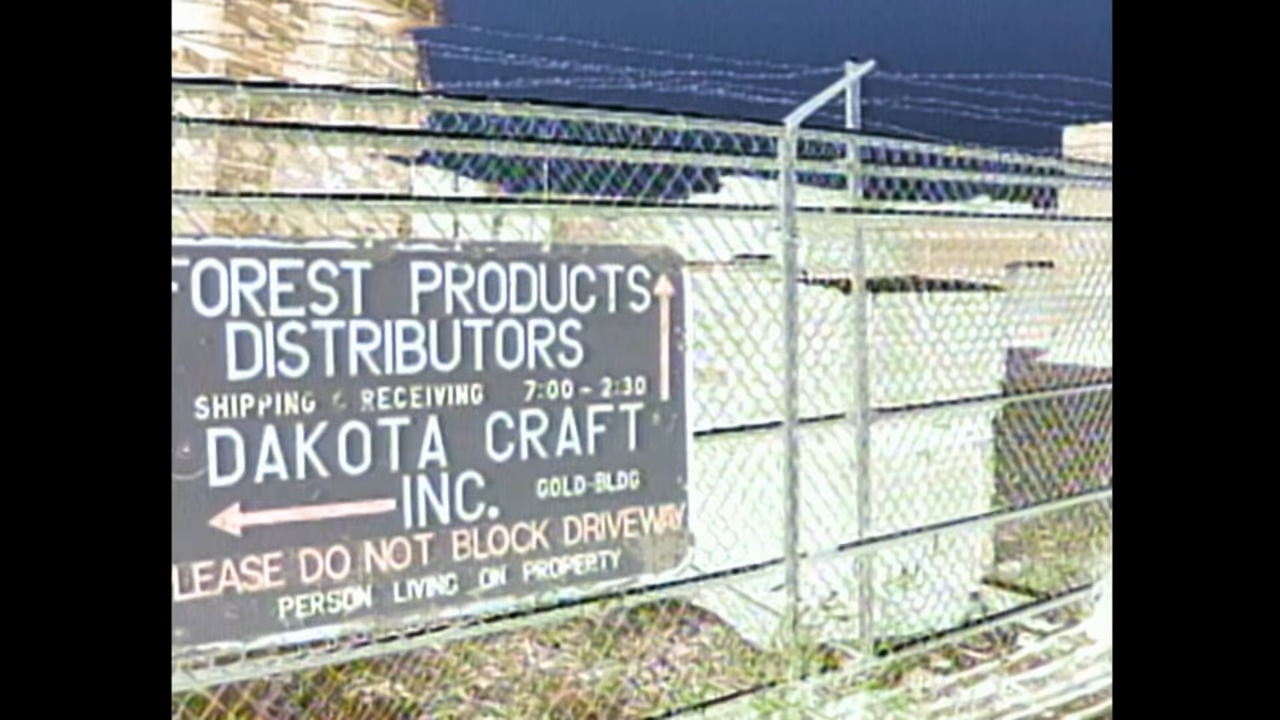 FOREST PRODUCTS
DISTRIBUTORS
SHIPPING & RECEIVING 7:00 - 2:30
DAKOTA CRAFT
INC. GOLD-BLDG
LEASE DO NOT BLOCK DRIVEWAY
PERSON LIVING ON PROPERTY